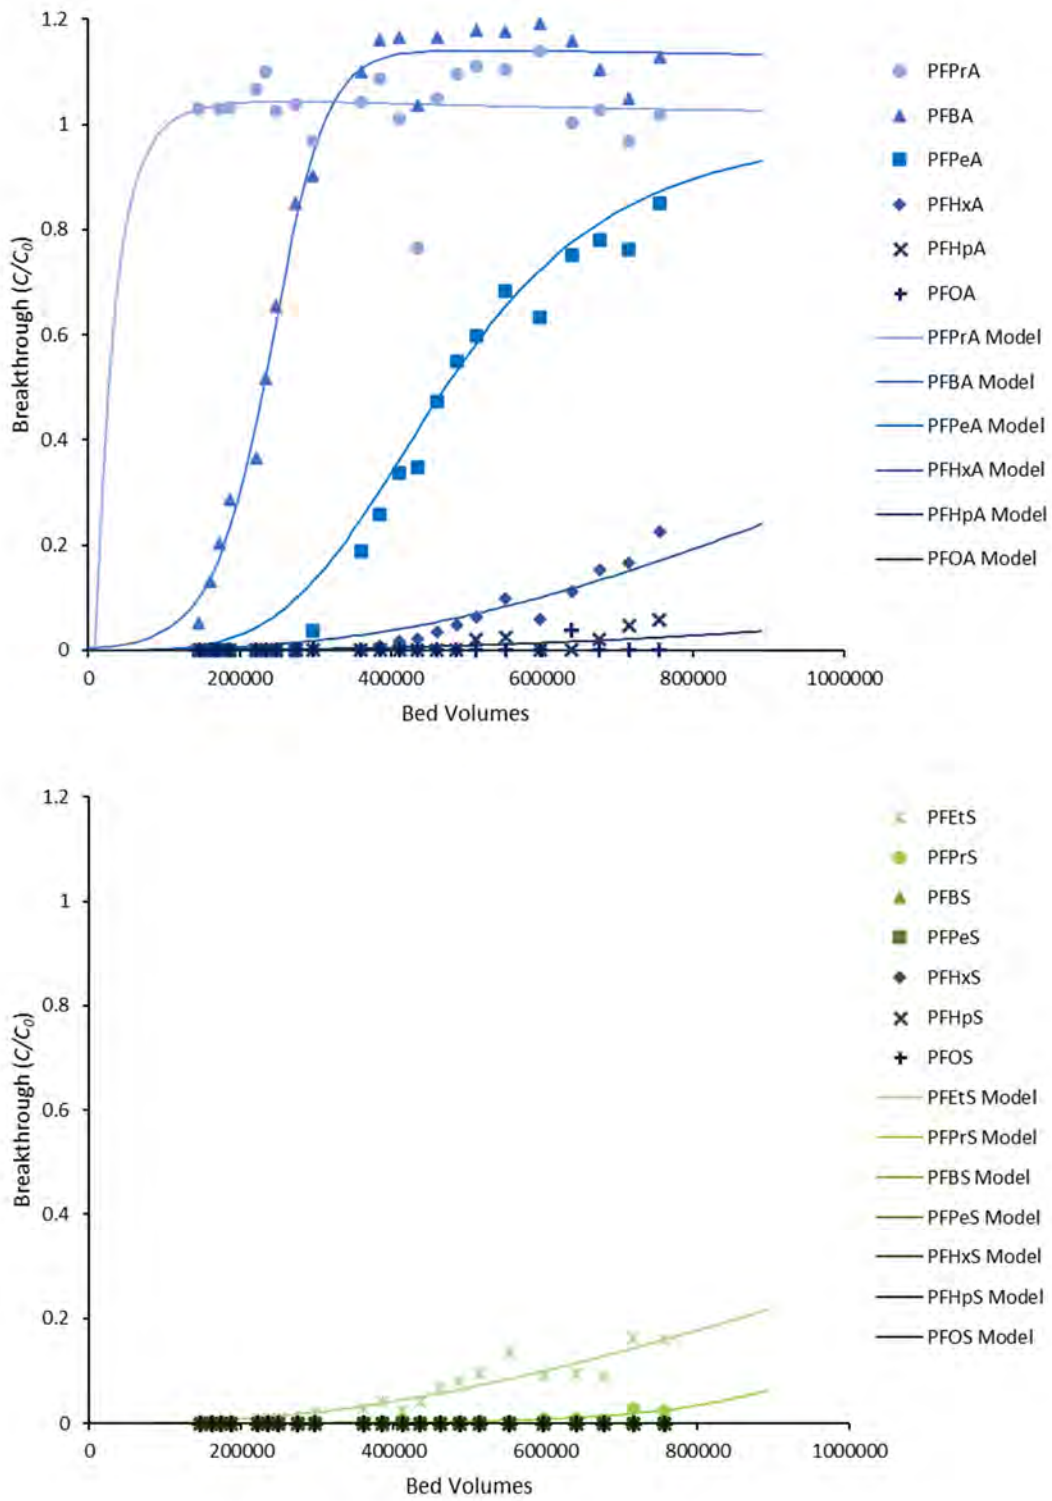 1.2
1
0.8
0.6
0.4
0.2
0
Breakthrough (C/C0)
0 200000 400000 600000 800000 1000000
Bed Volumes
PFPrA
PFBA
PFPeA
PFHxA
PFHpA
PFOA
PFPrA Model
PFBA Model
PFPeA Model
PFHxA Model
PFHpA Model
PFOA Model
1.2
1
0.8
0.6
0.4
0.2
0
Breakthrough (C/C0)
0 200000 400000 600000 800000 1000000
Bed Volumes
PFEtS
PFPrS
PFBS
PFPeS
PFHxS
PFHpS
PFOS
PFEtS Model
PFPrS Model
PFBS Model
PFPeS Model
PFHxS Model
PFHpS Model
PFOS Model